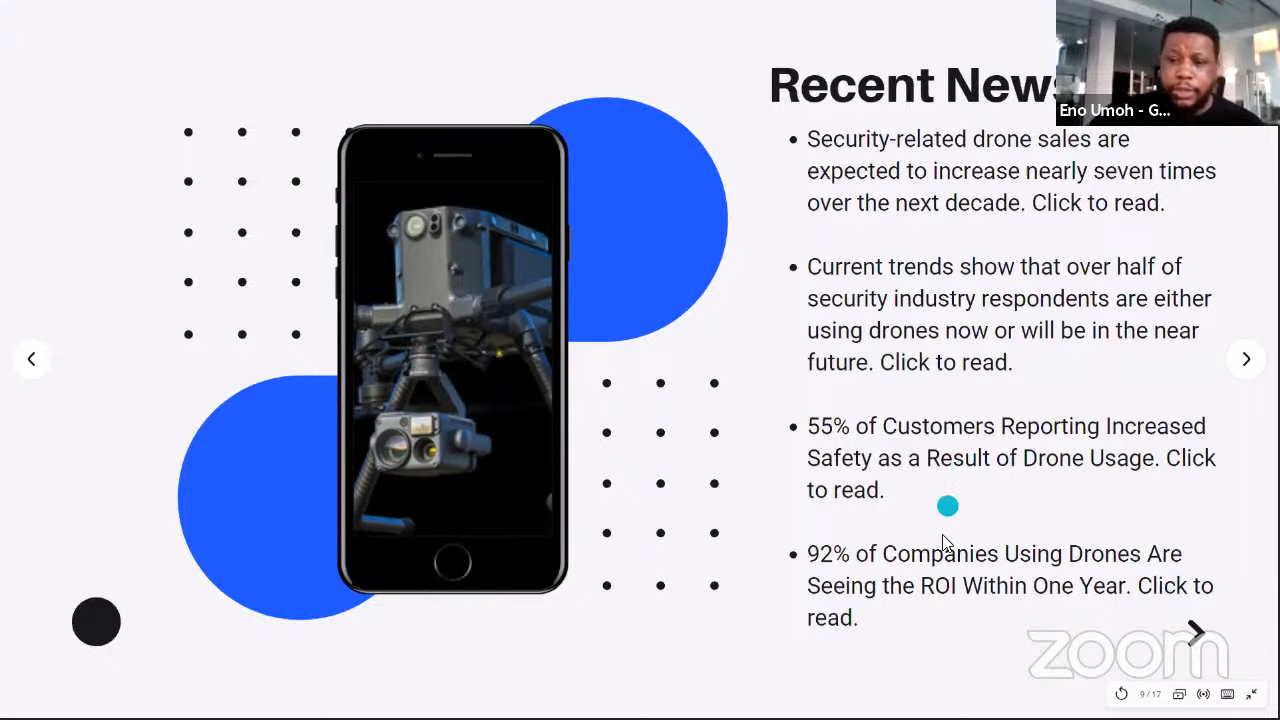 Recent News
Eno Umoh - G...
Security-related drone sales are
expected to increase nearly seven times
over the next decade. Click to read.
Current trends show that over half of
security industry respondents are either
using drones now or will be in the near
future. Click to read.
55% of Customers Reporting Increased
Safety as a Result of Drone Usage. Click
to read.
92% of Companies Using Drones Are
Seeing the ROI Within One Year. Click to
read.
zoom
9 / 17